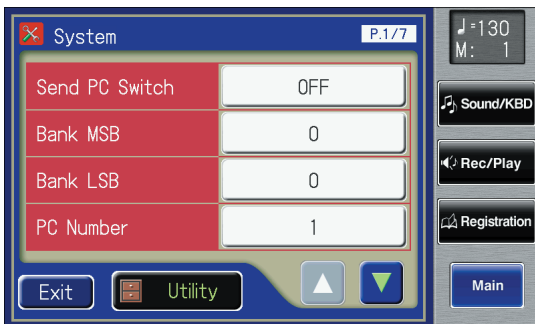 System
P.1/7
Send PC Switch OFF
Bank MSB 0
Bank LSB 0
PC Number 1
Exit
Utility
♩=130
M: 1
Sound/KBD
Rec/Play
Registration
Main